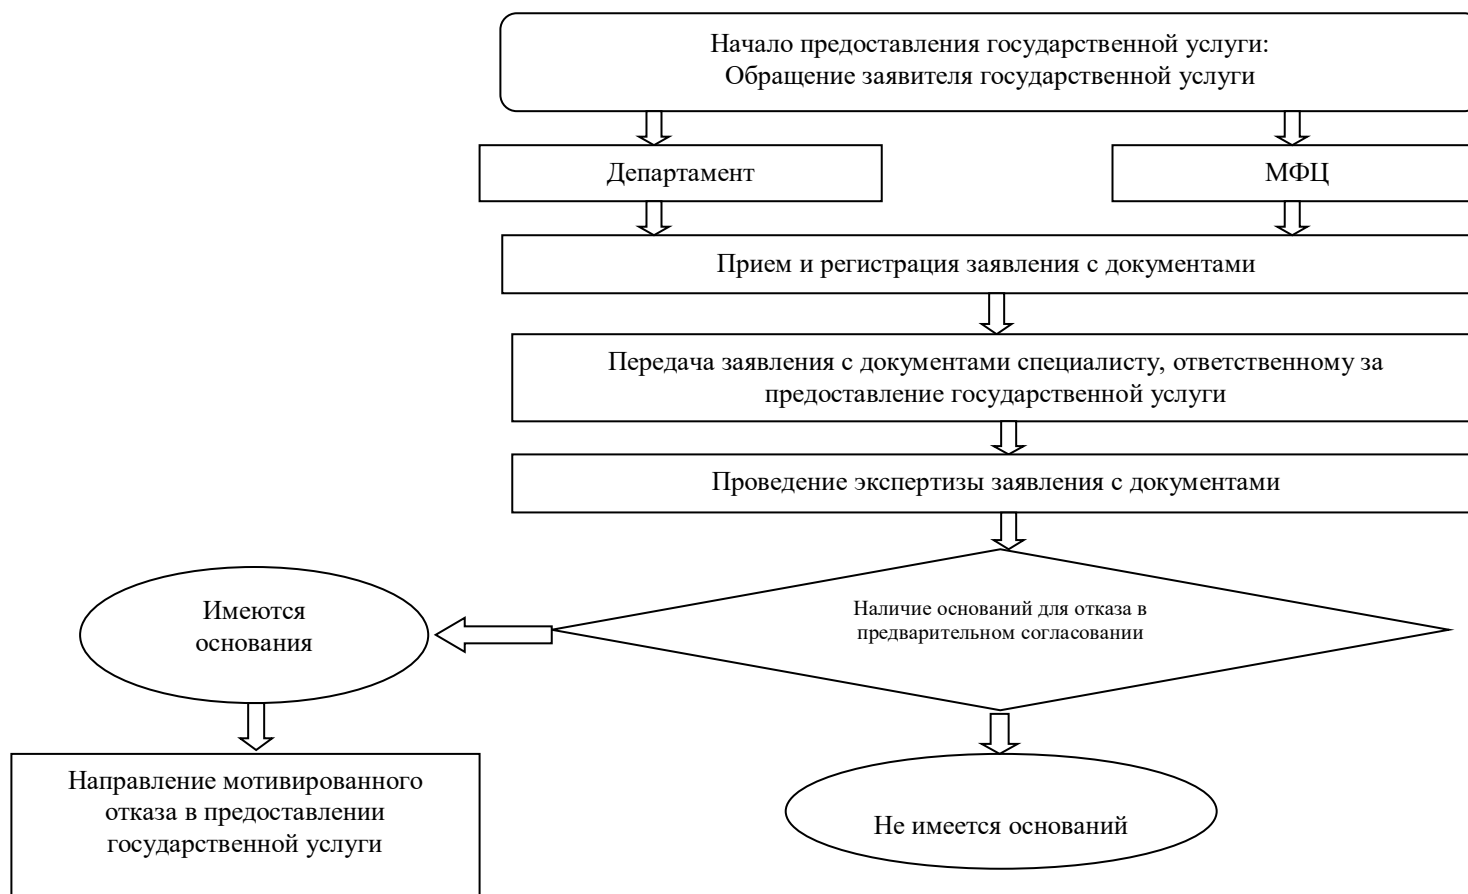 Начало предоставления государственной услуги:
Обращение заявителя государственной услуги
Департамент
МФЦ
Прием и регистрация заявления с документами
Передача заявления с документами специалисту, ответственному за
предоставление государственной услуги
Проведение экспертизы заявления с документами
Наличие оснований для отказа в
предварительном согласовании
Имеются
основания
Направление мотивированного
отказа в предоставлении
государственной услуги
Не имеется оснований